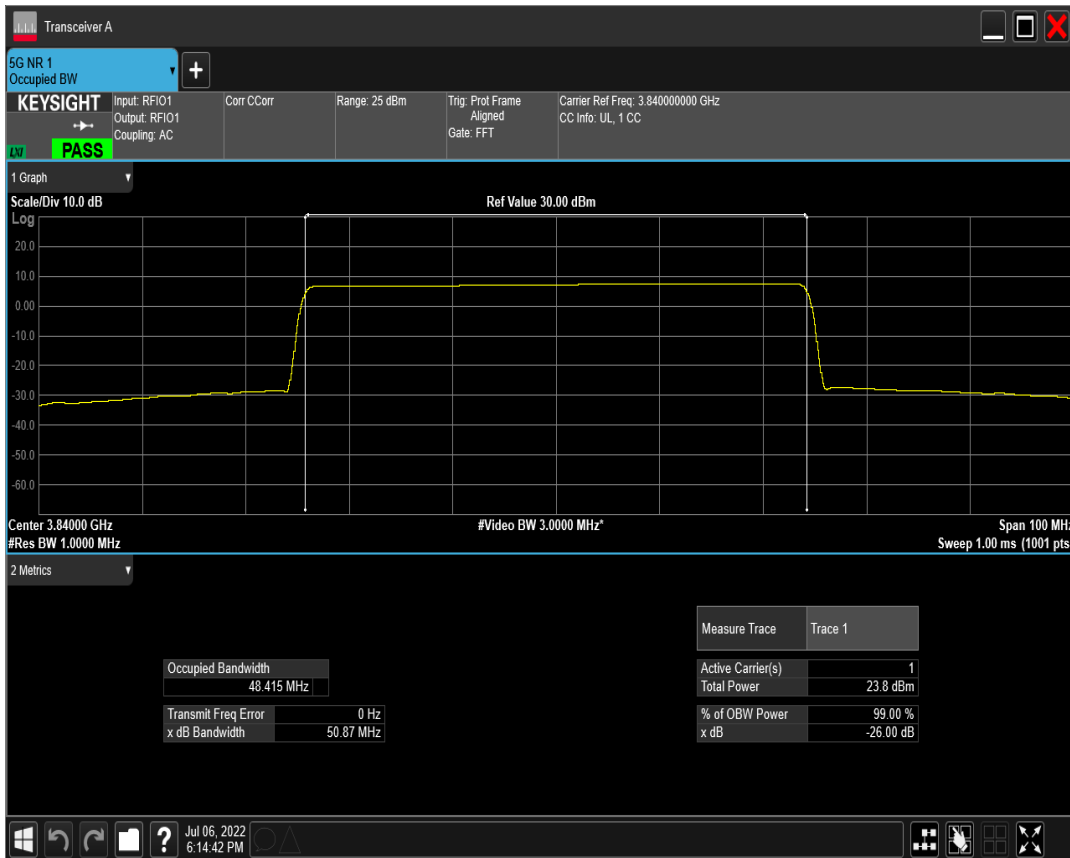 Transceiver A
5G NR 1
Occupied BW
KEYSIGHT
LXI
PASS
Input: RFIO1
Output: RFIO1
Coupling: AC
Corr CCorr
Range: 25 dBm
Trig: Prot Frame
Aligned
Gate: FFT
Carrier Ref Freq: 3.840000000 GHz
CC Info: UL, 1 CC
1 Graph
Scale/Div 10.0 dB
Ref Value 30.00 dBm
Log
20.0
10.0
0.00
-10.0
-20.0
-30.0
-40.0
-50.0
-60.0
Center 3.84000 GHz
#Video BW 3.0000 MHz*
Span 100 MHz
#Res BW 1.0000 MHz
Sweep 1.00 ms (1001 pts
2 Metrics
Measure Trace Trace 1
Occupied Bandwidth
48.415 MHz
Active Carrier(s) 1
Total Power 23.8 dBm
Transmit Freq Error 0 Hz
x dB Bandwidth 50.87 MHz
% of OBW Power 99.00 %
x dB -26.00 dB
?
Jul 06, 2022
6:14:42 PM